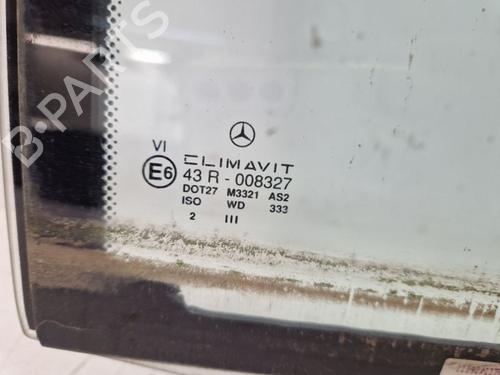 B-PARTS
VI
CLIMAVIT
E6
43 R - 008327
DOT27 M3321 AS2
ISO WD 333
2 III